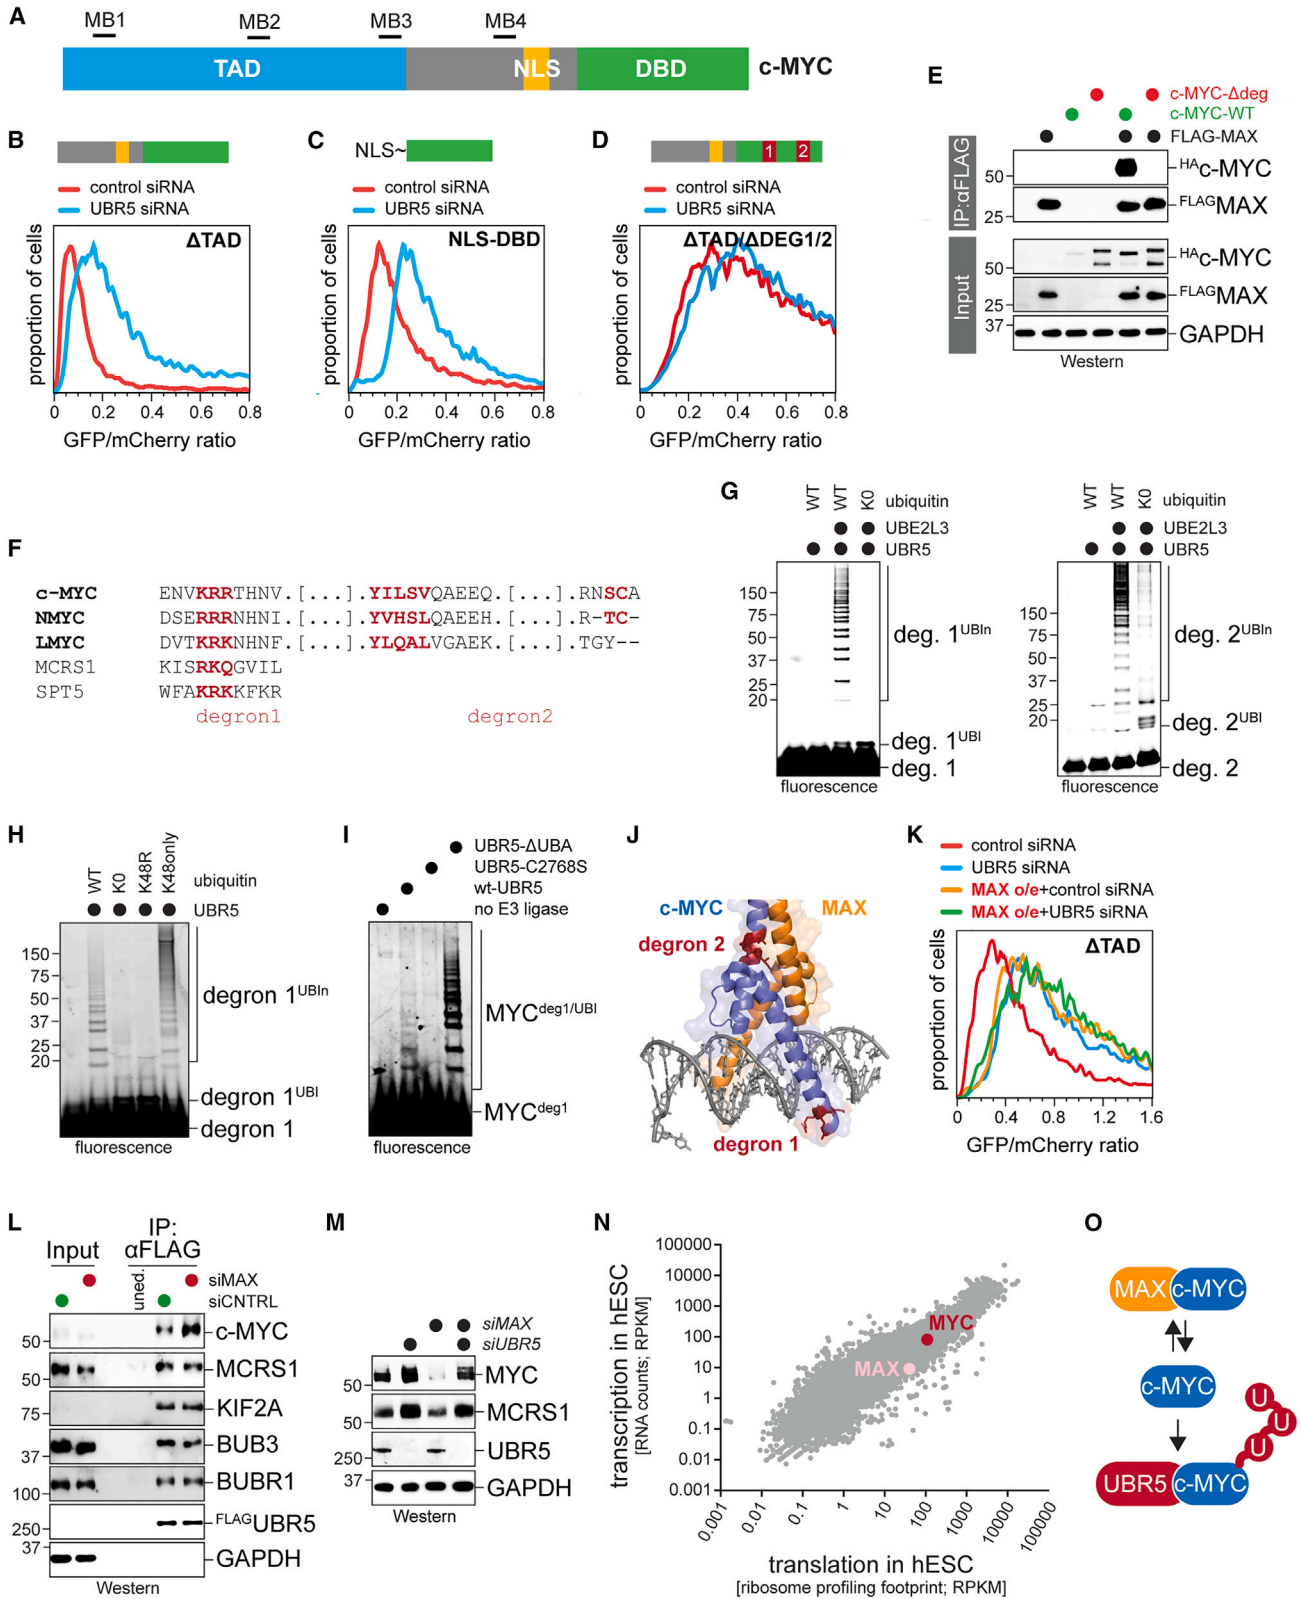 A
MB1
MB2
MB3
MB4
TAD
NLS
DBD
c-MYC
B
control siRNA
UBR5 siRNA
ΔTAD
proportion of cells
0 0.2 0.4 0.6 0.8
GFP/mCherry ratio
C
NLS~
control siRNA
UBR5 siRNA
NLS-DBD
proportion of cells
0 0.2 0.4 0.6 0.8
GFP/mCherry ratio
D
1 2
control siRNA
UBR5 siRNA
ΔTAD/ΔDEG1/2
proportion of cells
0 0.2 0.4 0.6 0.8
GFP/mCherry ratio
E
c-MYC-Δdeg
c-MYC-WT
FLAG-MAX
IP:αFLAG
50
HAc-MYC
25
FLAGMAX
Input
50
HAc-MYC
25
FLAGMAX
37
GAPDH
Western
F
c-MYC ENVKRRTHNV.[...].YILSVQAEEQ.[...].RNSCA
NMYC DSERRRNHNI.[...].YVHSLQAEEH.[...].R-TC-
LMYC DVTKRKNHNF.[...].YLQALVGAEK.[...].TGY--
MCRS1 KISRKQGVIL
SPT5 WFAKRKKFKR
degron1 degron2
G
WT WT K0 ubiquitin
UBE2L3
UBR5
150
75
50
37
25
20
deg. 1UBIn
deg. 1UBI
deg. 1
fluorescence
WT WT K0 ubiquitin
UBE2L3
UBR5
150
75
50
37
25
20
deg. 2UBIn
deg. 2UBI
deg. 2
fluorescence
H
WT K0 K48R K48only ubiquitin
UBR5
150
75
50
37
25
20
degron 1UBIn
degron 1UBI
degron 1
fluorescence
I
UBR5-ΔUBA
UBR5-C2768S
wt-UBR5
no E3 ligase
MYCdeg1/UBI
MYCdeg1
fluorescence
J
c-MYC
MAX
degron 2
degron 1
K
control siRNA
UBR5 siRNA
MAX o/e+control siRNA
MAX o/e+UBR5 siRNA
ΔTAD
proportion of cells
0 0.4 0.8 1.2 1.6
GFP/mCherry ratio
L
Input
IP:
αFLAG
uned.
siMAX
siCNTRL
50
c-MYC
50
MCRS1
75
KIF2A
37
BUB3
100
BUBR1
250
FLAGUBR5
37
GAPDH
Western
M
siMAX
siUBR5
50
MYC
50
MCRS1
250
UBR5
37
GAPDH
Western
N
transcription in hESC
[RNA counts; RPKM]
100000
10000
1000
100
10
1
0.1
0.01
0.001
MYC
MAX
0.001 0.01 0.1 1 10 100 1000 10000 100000
translation in hESC
[ribosome profiling footprint; RPKM]
O
MAX c-MYC
c-MYC
U
U
U
UBR5 c-MYC